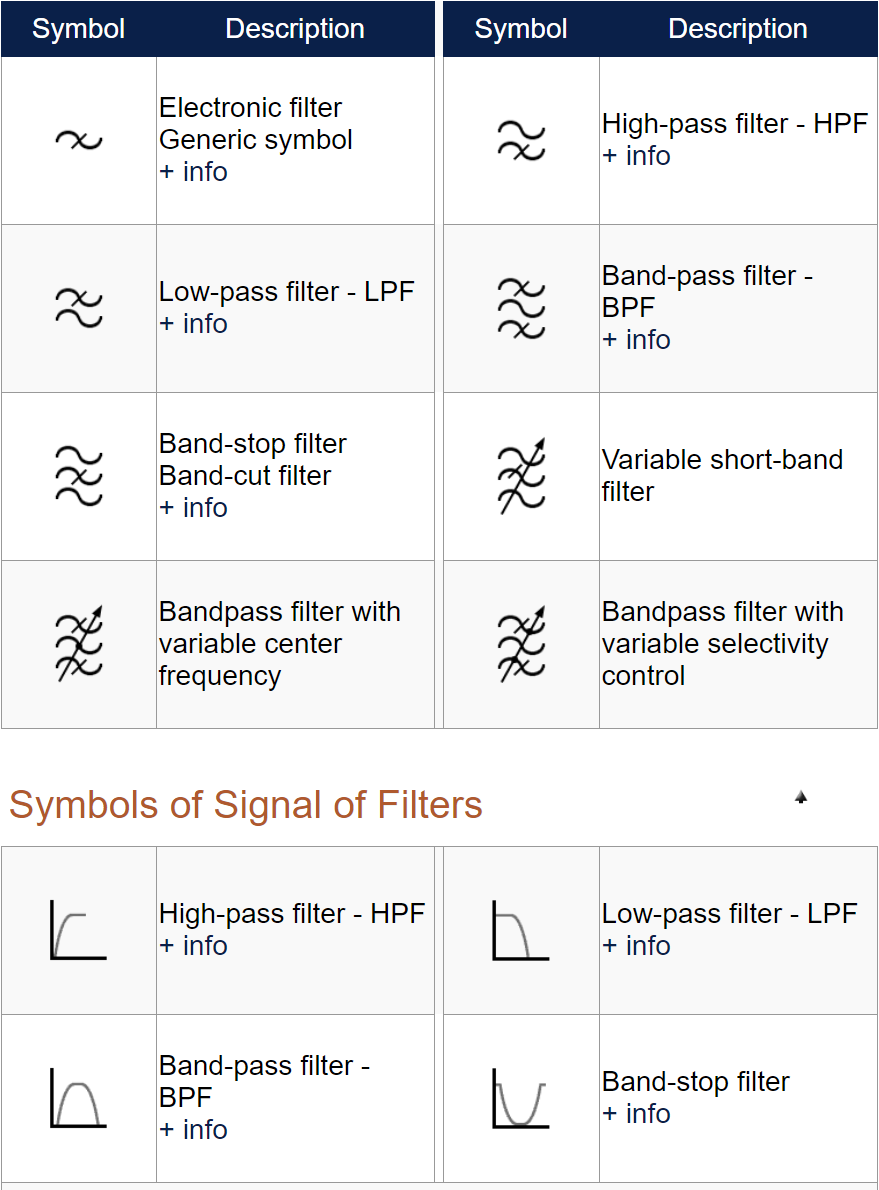 Symbol Description Symbol Description
Electronic filter
Generic symbol
+ info
High-pass filter - HPF
+ info
Low-pass filter - LPF
+ info
Band-pass filter -
BPF
+ info
Band-stop filter
Band-cut filter
+ info
Variable short-band
filter
Bandpass filter with
variable center
frequency
Bandpass filter with
variable selectivity
control
Symbols of Signal of Filters
High-pass filter - HPF
+ info
Low-pass filter - LPF
+ info
Band-pass filter -
BPF
+ info
Band-stop filter
+ info